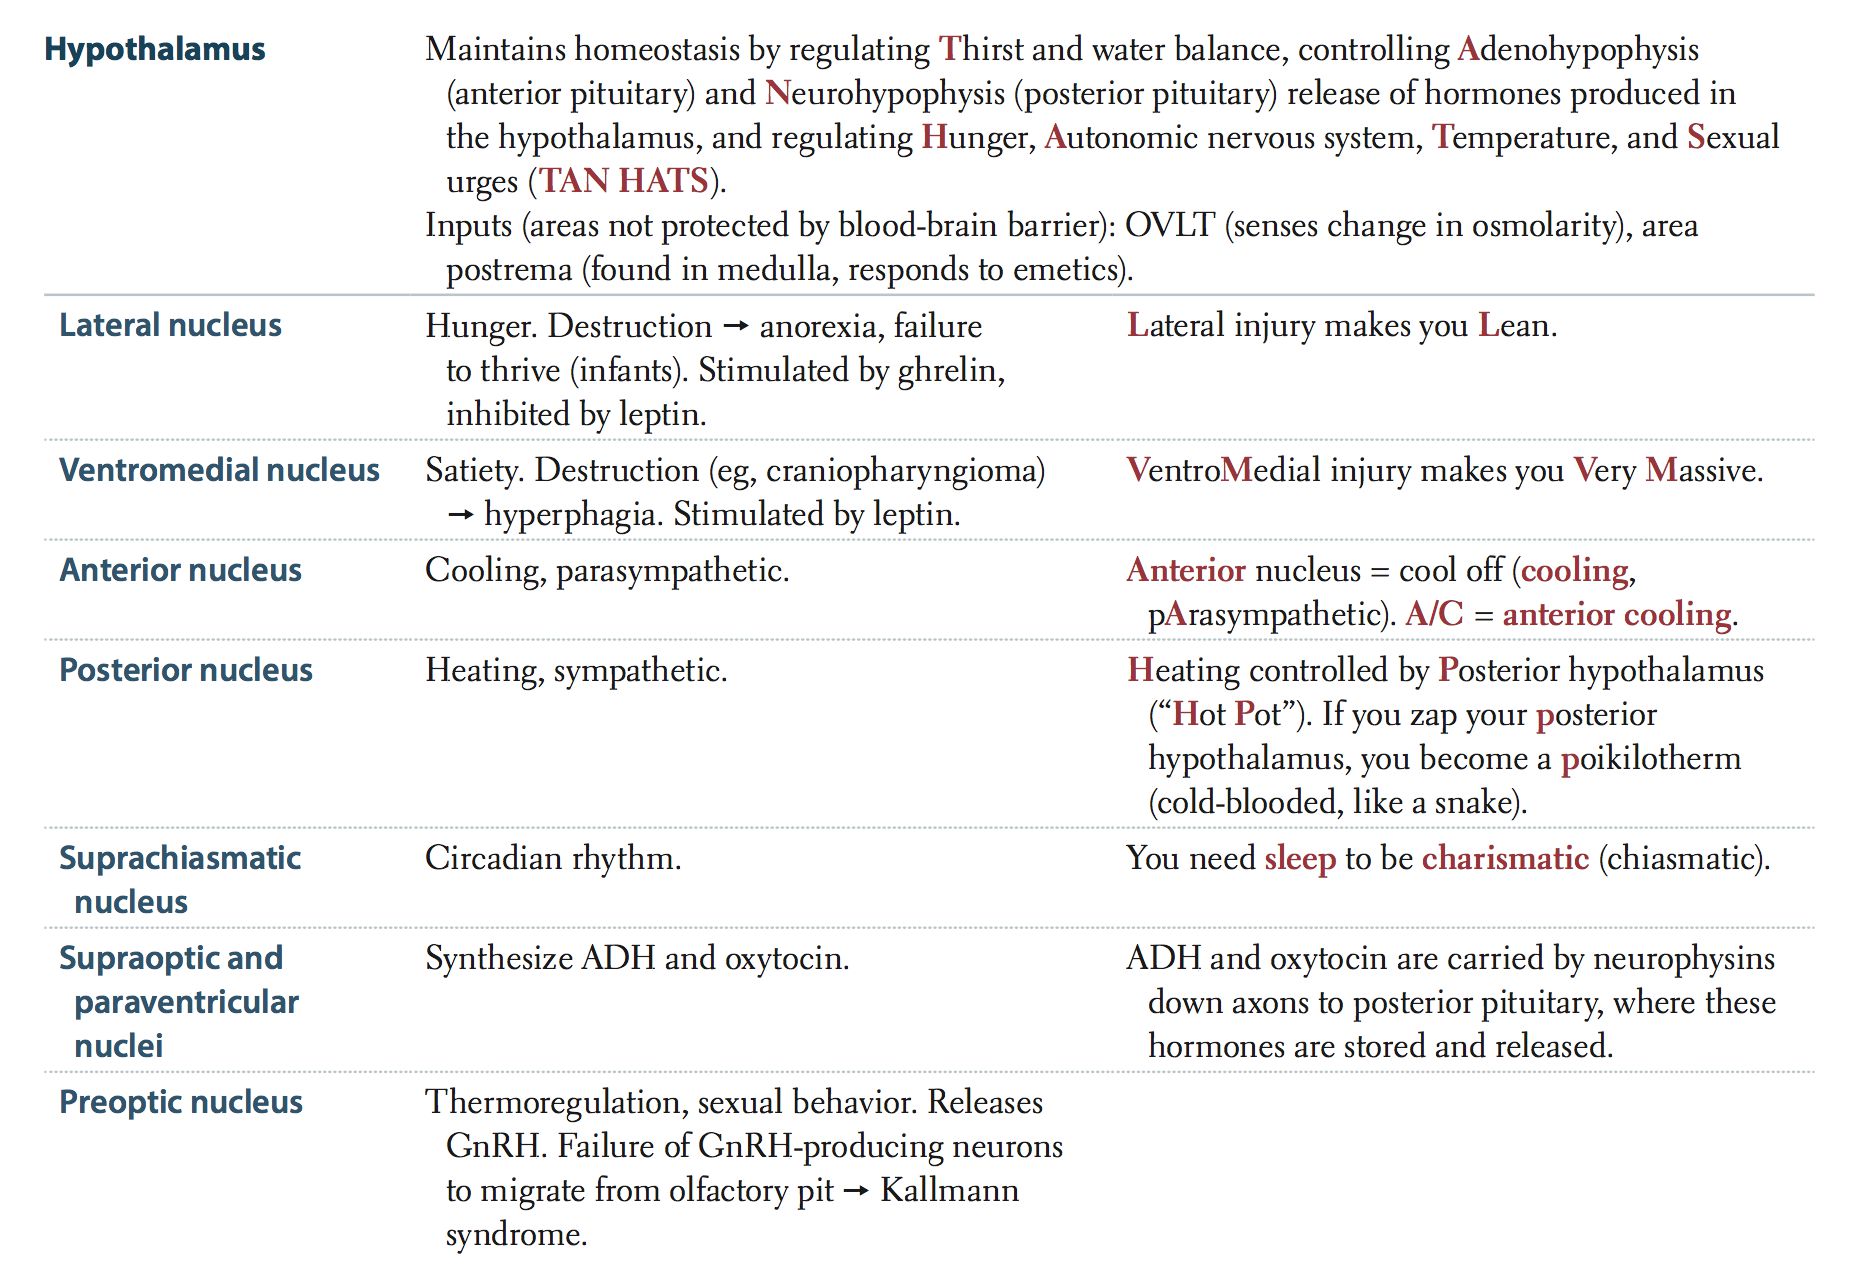 Hypothalamus
Maintains homeostasis by regulating Thirst and water balance, controlling Adenohypophysis
(anterior pituitary) and Neurohypophysis (posterior pituitary) release of hormones produced in
the hypothalamus, and regulating Hunger, Autonomic nervous system, Temperature, and Sexual
urges (TAN HATS).
Inputs (areas not protected by blood-brain barrier): OVLT (senses change in osmolarity), area
postrema (found in medulla, responds to emetics).
Lateral nucleus
Hunger. Destruction → anorexia, failure
to thrive (infants). Stimulated by ghrelin,
inhibited by leptin.
Lateral injury makes you Lean.
Ventromedial nucleus
Satiety. Destruction (eg, craniopharyngioma)
→ hyperphagia. Stimulated by leptin.
VentroMedial injury makes you Very Massive.
Anterior nucleus
Cooling, parasympathetic.
Anterior nucleus = cool off (cooling,
pArasympathetic). A/C = anterior cooling.
Posterior nucleus
Heating, sympathetic.
Heating controlled by Posterior hypothalamus
(“Hot Pot”). If you zap your posterior
hypothalamus, you become a poikilotherm
(cold-blooded, like a snake).
Suprachiasmatic
nucleus
Circadian rhythm.
You need sleep to be charismatic (chiasmatic).
Supraoptic and
paraventricular
nuclei
Synthesize ADH and oxytocin.
ADH and oxytocin are carried by neurophysins
down axons to posterior pituitary, where these
hormones are stored and released.
Preoptic nucleus
Thermoregulation, sexual behavior. Releases
GnRH. Failure of GnRH-producing neurons
to migrate from olfactory pit → Kallmann
syndrome.